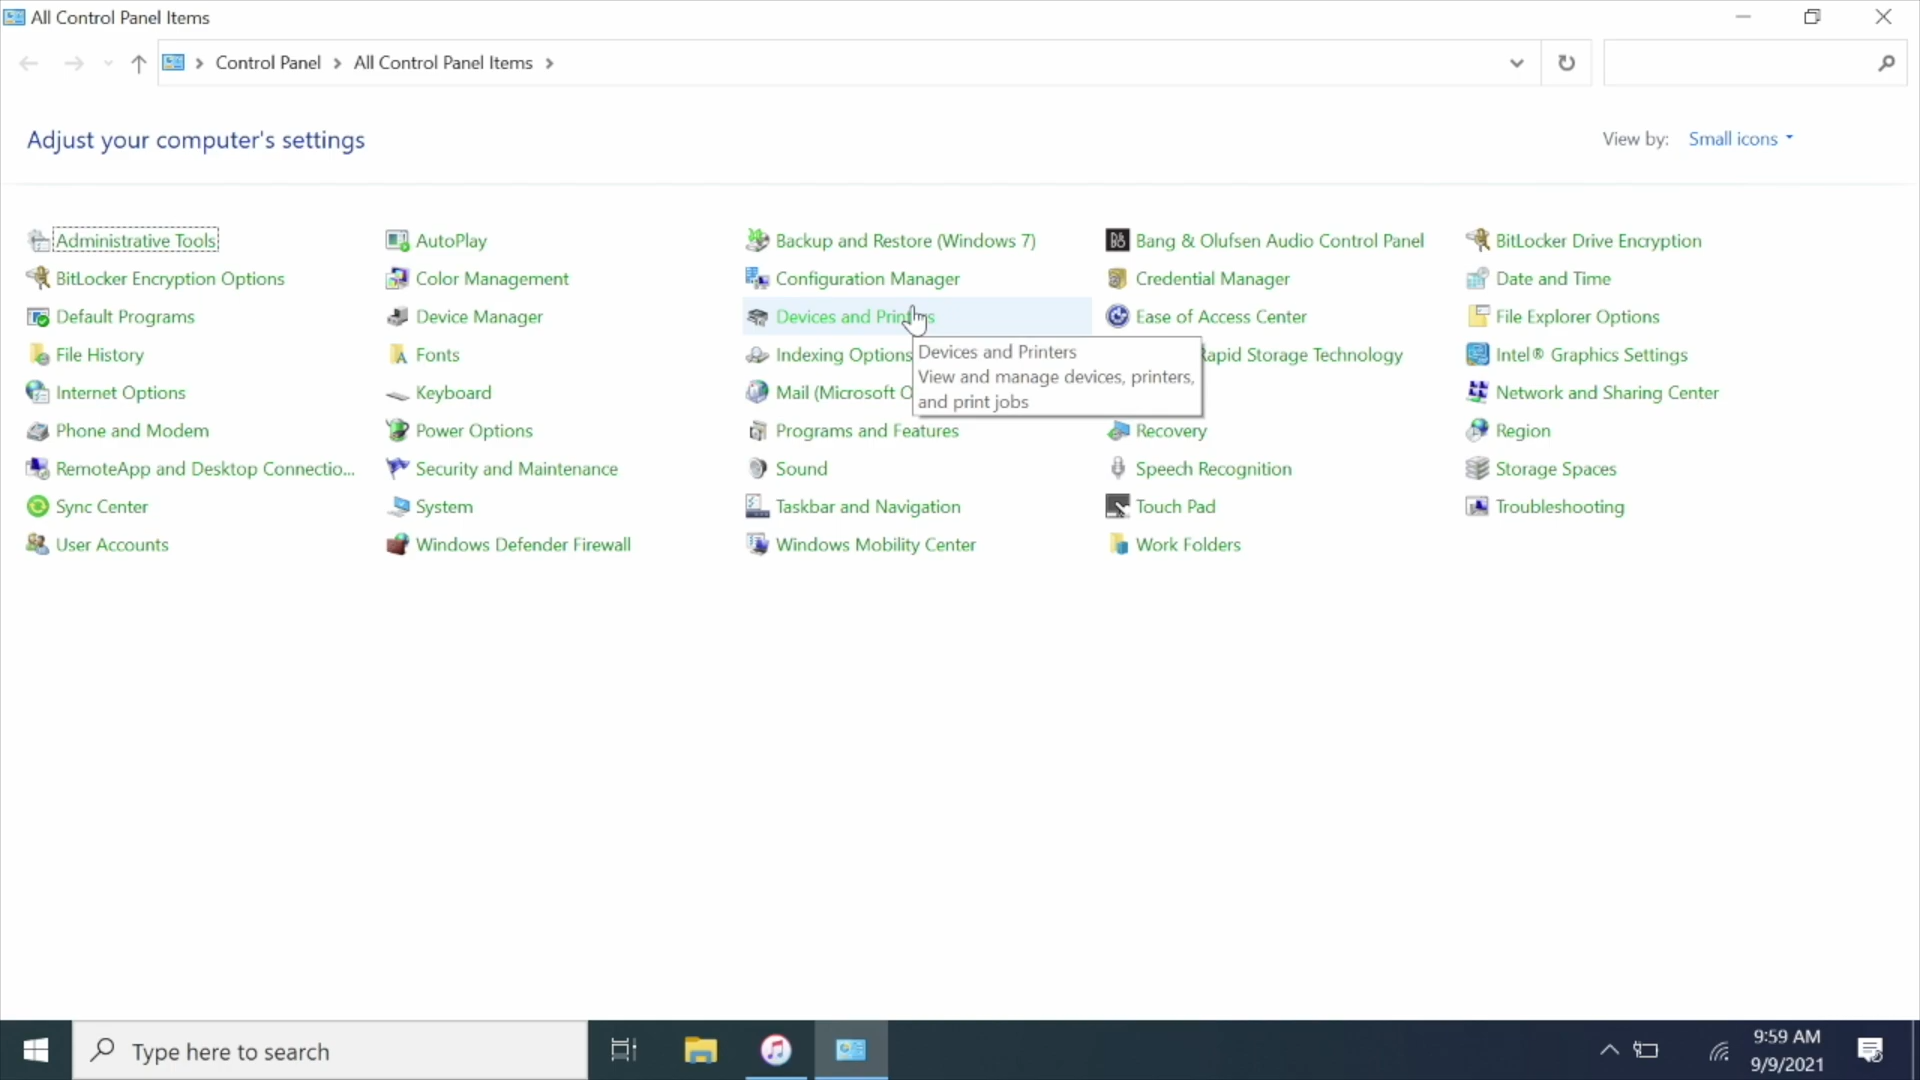 All Control Panel Items
Control Panel > All Control Panel Items >
Adjust your computer's settings
View by: Small icons
Administrative Tools
AutoPlay
Backup and Restore (Windows 7)
Bang & Olufsen Audio Control Panel
BitLocker Drive Encryption
BitLocker Encryption Options
Color Management
Configuration Manager
Credential Manager
Date and Time
Default Programs
Device Manager
Devices and Printers
Ease of Access Center
File Explorer Options
File History
Fonts
Indexing Options
Rapid Storage Technology
Intel® Graphics Settings
Devices and Printers
View and manage devices, printers,
and print jobs
Internet Options
Keyboard
Mail (Microsoft O
Network and Sharing Center
Phone and Modem
Power Options
Programs and Features
Recovery
Region
RemoteApp and Desktop Connectio...
Security and Maintenance
Sound
Speech Recognition
Storage Spaces
Sync Center
System
Taskbar and Navigation
Touch Pad
Troubleshooting
User Accounts
Windows Defender Firewall
Windows Mobility Center
Work Folders
Type here to search
9:59 AM
9/9/2021